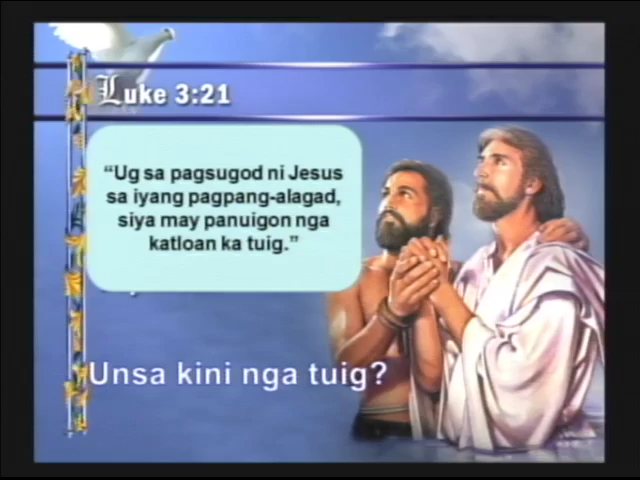 Luke 3:21
“Ug sa pagsugod ni Jesus
sa iyang pagpang-alagad,
siya may panuigon nga
katloan ka tuig.”
Unsa kini nga tuig?